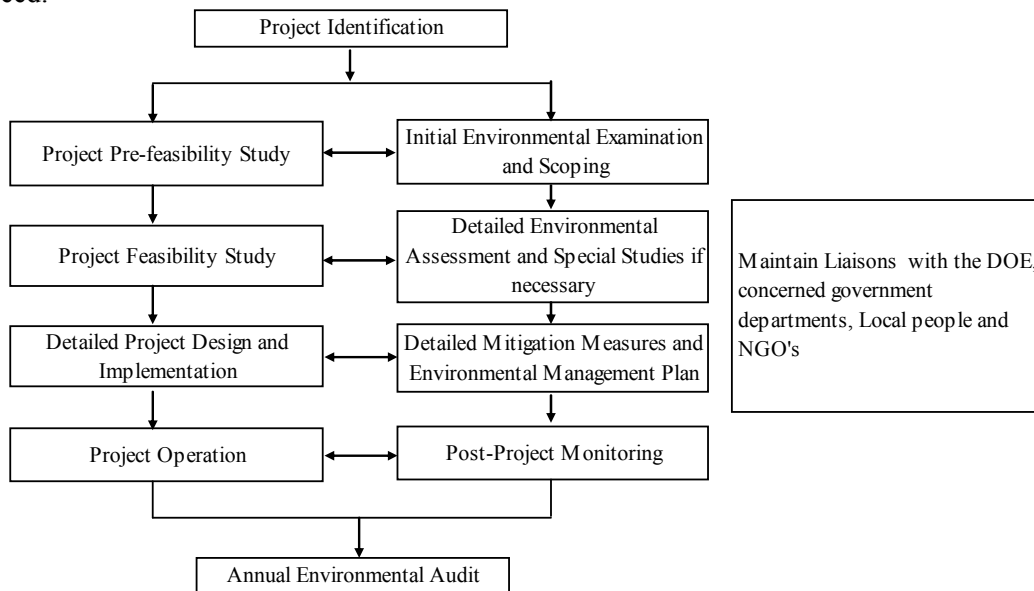 Project Identification
Project Pre-feasibility Study
Initial Environmental Examination
and Scoping
Project Feasibility Study
Detailed Environmental
Assessment and Special Studies if
necessary
Maintain Liaisons with the DOE,
concerned government
departments, Local people and
NGO's
Detailed Project Design and
Implementation
Detailed Mitigation Measures and
Environmental Management Plan
Project Operation
Post-Project Monitoring
Annual Environmental Audit